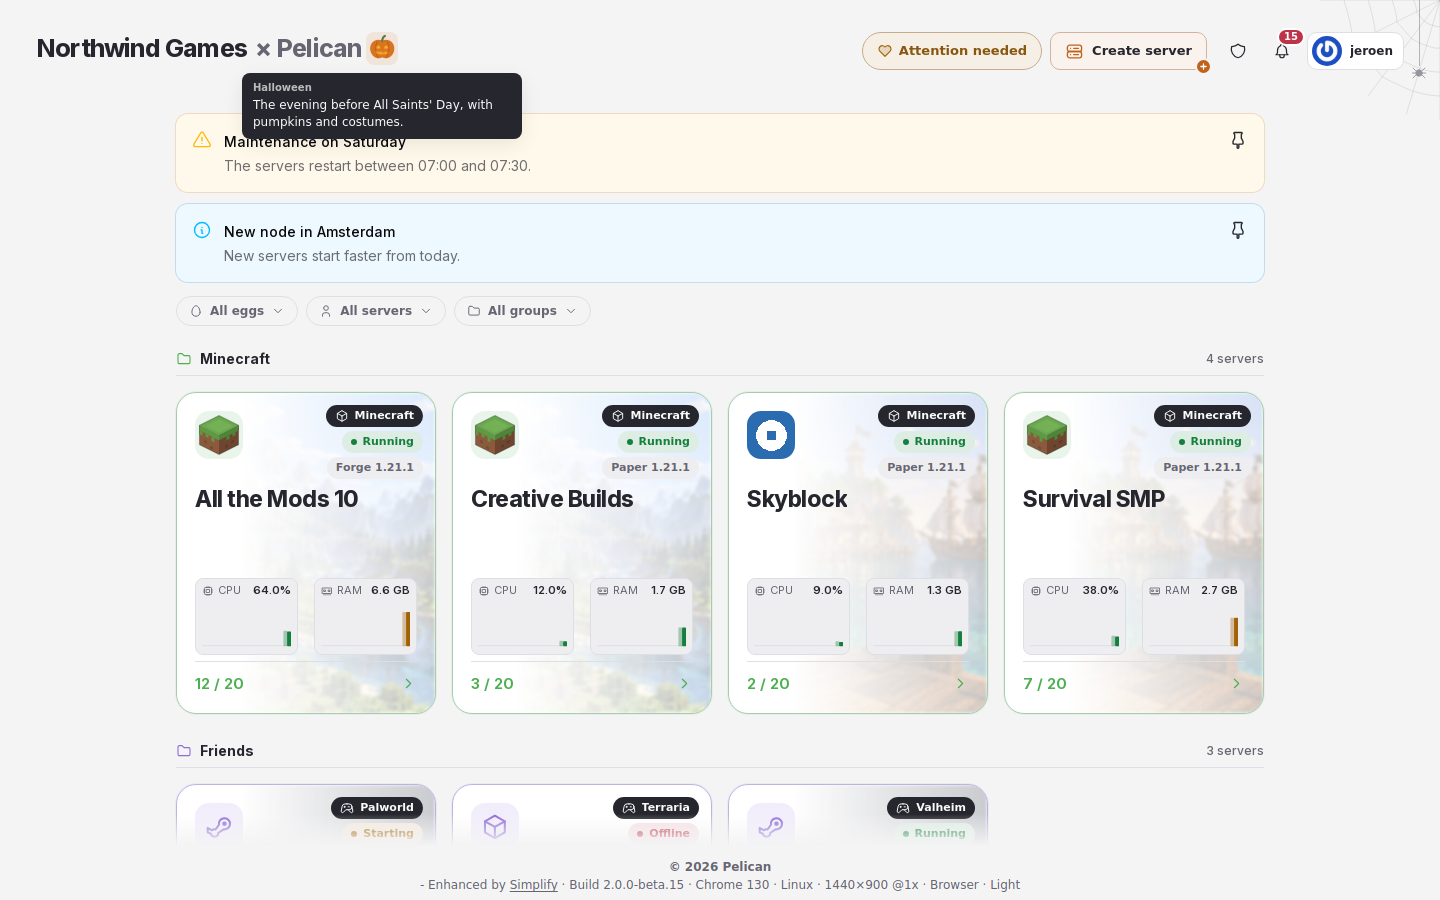 Northwind Games × Pelican
Attention needed
Create server
15
jeroen
Halloween
The evening before All Saints' Day, with
pumpkins and costumes.
Maintenance on Saturday
The servers restart between 07:00 and 07:30.
New node in Amsterdam
New servers start faster from today.
All eggs
All servers
All groups
Minecraft
4 servers
Minecraft
Running
Forge 1.21.1
All the Mods 10
CPU 64.0%
RAM 6.6 GB
12 / 20
Minecraft
Running
Paper 1.21.1
Creative Builds
CPU 12.0%
RAM 1.7 GB
3 / 20
Minecraft
Running
Paper 1.21.1
Skyblock
CPU 9.0%
RAM 1.3 GB
2 / 20
Minecraft
Running
Paper 1.21.1
Survival SMP
CPU 38.0%
RAM 2.7 GB
7 / 20
Friends
3 servers
Palworld
Starting
Terraria
Offline
Valheim
Running
© 2026 Pelican
- Enhanced by Simplify · Build 2.0.0-beta.15 · Chrome 130 · Linux · 1440×900 @1x · Browser · Light